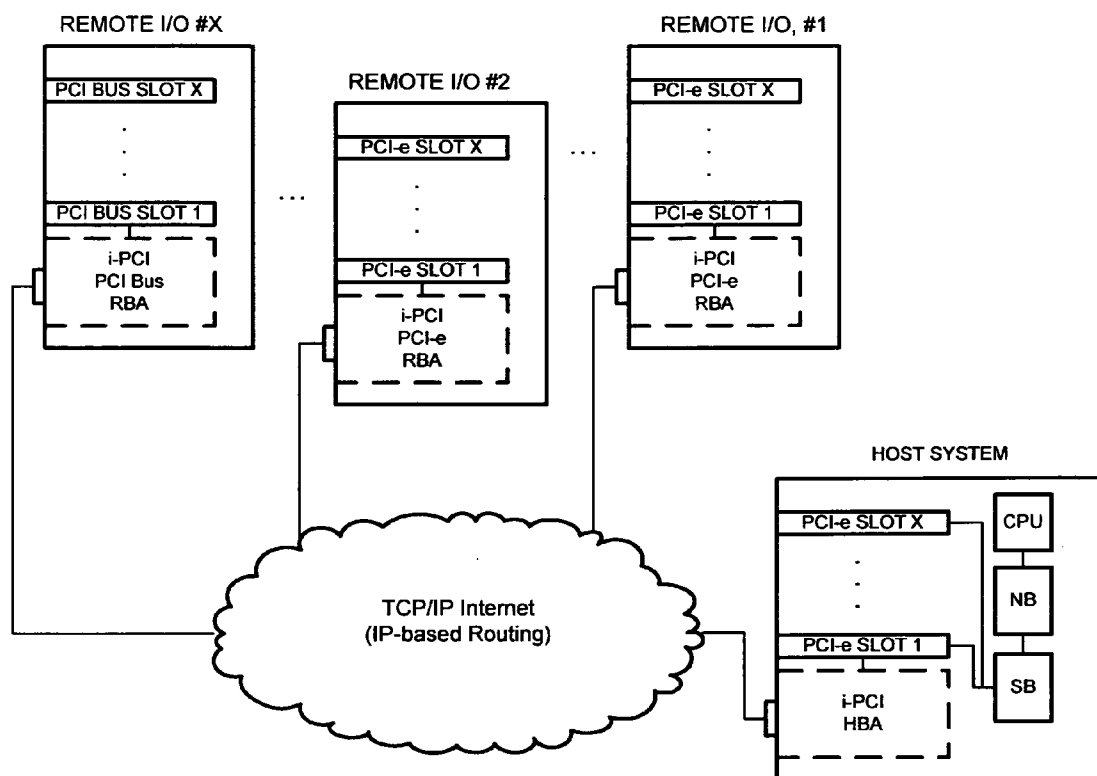 REMOTE I/O #X
PCI BUS SLOT X
PCI BUS SLOT 1
i-PCI
PCI Bus
RBA
REMOTE I/O #2
PCI-e SLOT X
PCI-e SLOT 1
i-PCI
PCI-e
RBA
REMOTE I/O, #1
PCI-e SLOT X
PCI-e SLOT 1
i-PCI
PCI-e
RBA
TCP/IP Internet
(IP-based Routing)
HOST SYSTEM
PCI-e SLOT X
PCI-e SLOT 1
i-PCI
HBA
CPU
NB
SB